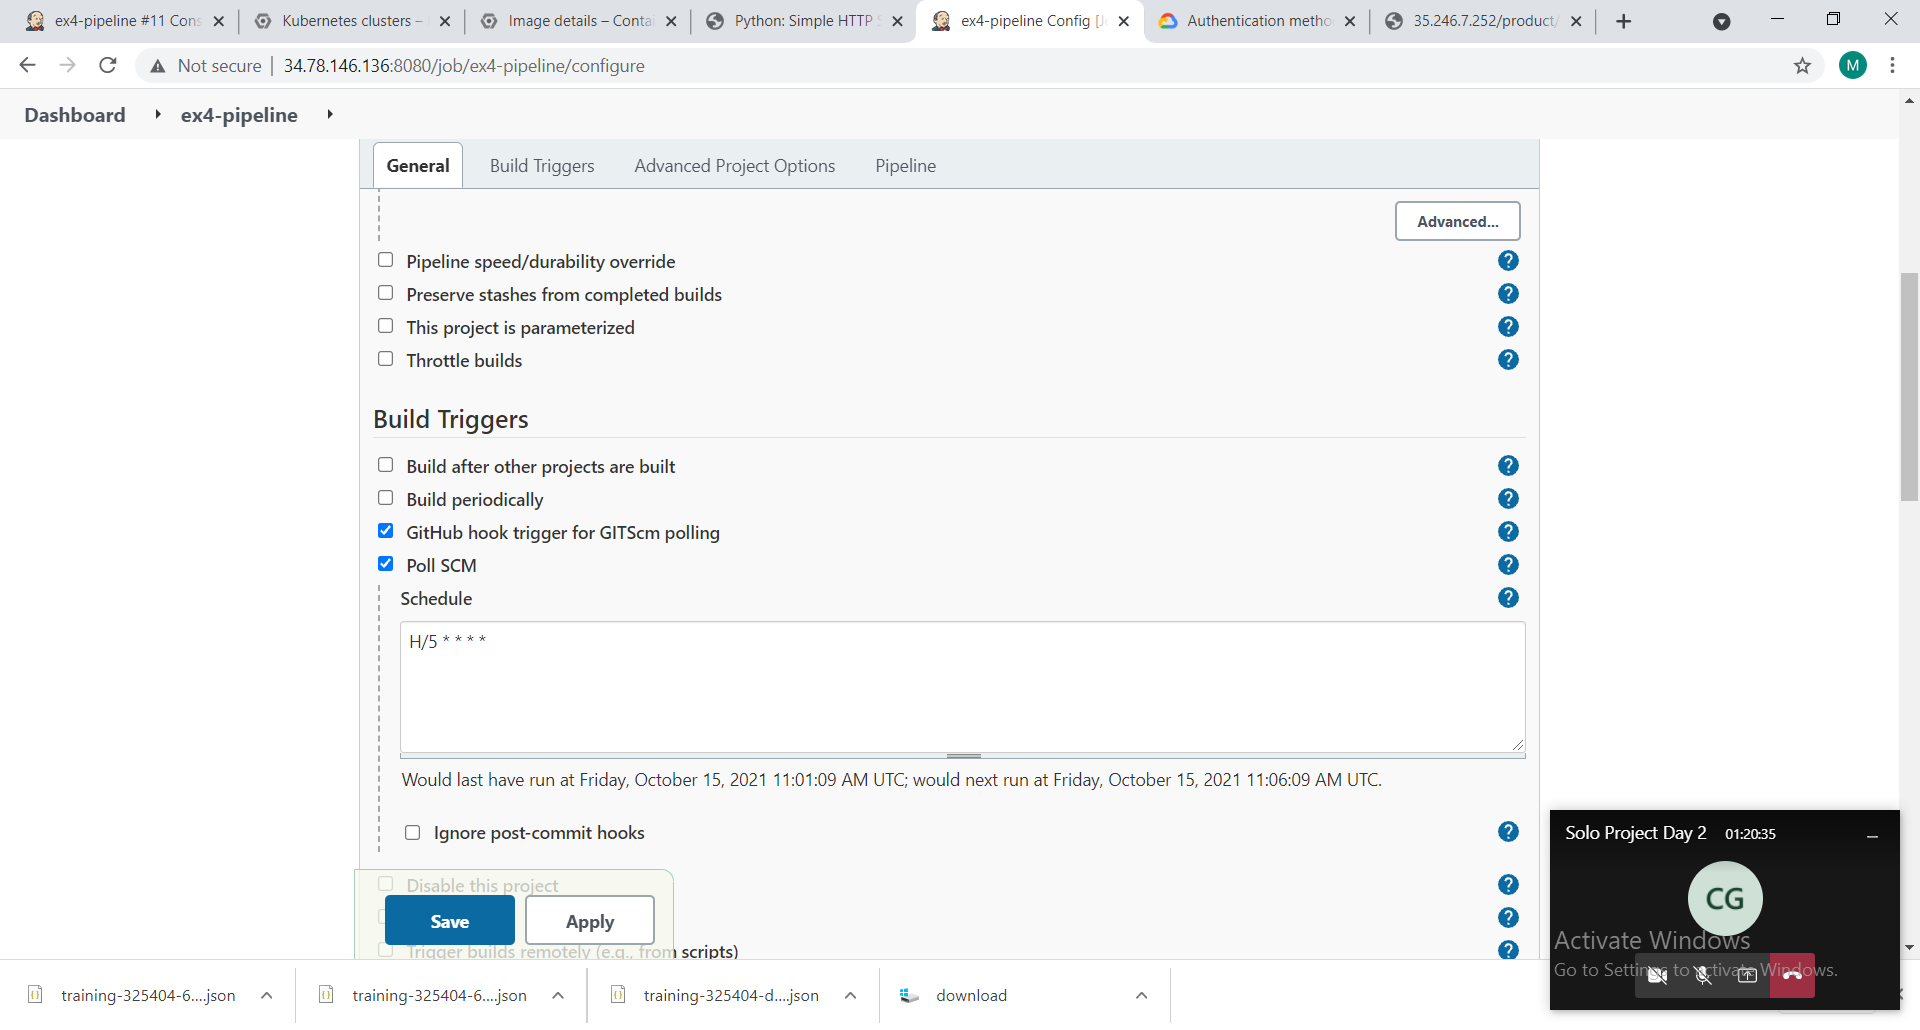 ex4-pipeline #11 Cons
Kubernetes clusters –
Image details – Conta
Python: Simple HTTP S
ex4-pipeline Config [J
Authentication metho
35.246.7.252/product/
Not secure
34.78.146.136:8080/job/ex4-pipeline/configure
M
Dashboard
ex4-pipeline
General
Build Triggers
Advanced Project Options
Pipeline
Advanced...
Pipeline speed/durability override
Preserve stashes from completed builds
This project is parameterized
Throttle builds
Build Triggers
Build after other projects are built
Build periodically
GitHub hook trigger for GITScm polling
Poll SCM
Schedule
H/5 * * * *
Would last have run at Friday, October 15, 2021 11:01:09 AM UTC; would next run at Friday, October 15, 2021 11:06:09 AM UTC.
Ignore post-commit hooks
Disable this project
Save
Apply
Trigger builds remotely (e.g., from scripts)
Solo Project Day 2
01:20:35
CG
Activate Windows
Go to Settings to activate Windows.
training-325404-6....json
training-325404-6....json
training-325404-d....json
download